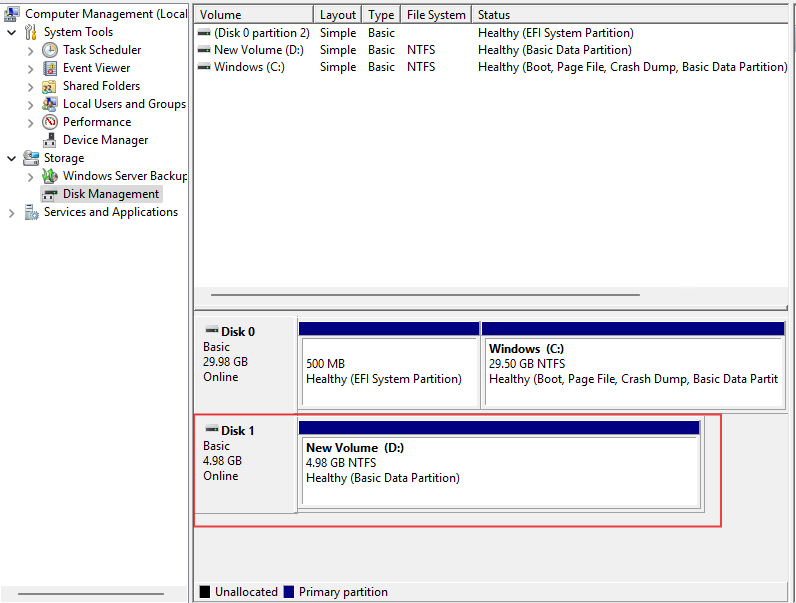 Computer Management (Local
System Tools
Task Scheduler
Event Viewer
Shared Folders
Local Users and Groups
Performance
Device Manager
Storage
Windows Server Backup
Disk Management
Services and Applications
Volume Layout Type File System Status
(Disk 0 partition 2) Simple Basic Healthy (EFI System Partition)
New Volume (D:) Simple Basic NTFS Healthy (Basic Data Partition)
Windows (C:) Simple Basic NTFS Healthy (Boot, Page File, Crash Dump, Basic Data Partition)
Disk 0
Basic
29.98 GB
Online
500 MB
Healthy (EFI System Partition)
Windows (C:)
29.50 GB NTFS
Healthy (Boot, Page File, Crash Dump, Basic Data Partit
Disk 1
Basic
4.98 GB
Online
New Volume (D:)
4.98 GB NTFS
Healthy (Basic Data Partition)
Unallocated Primary partition